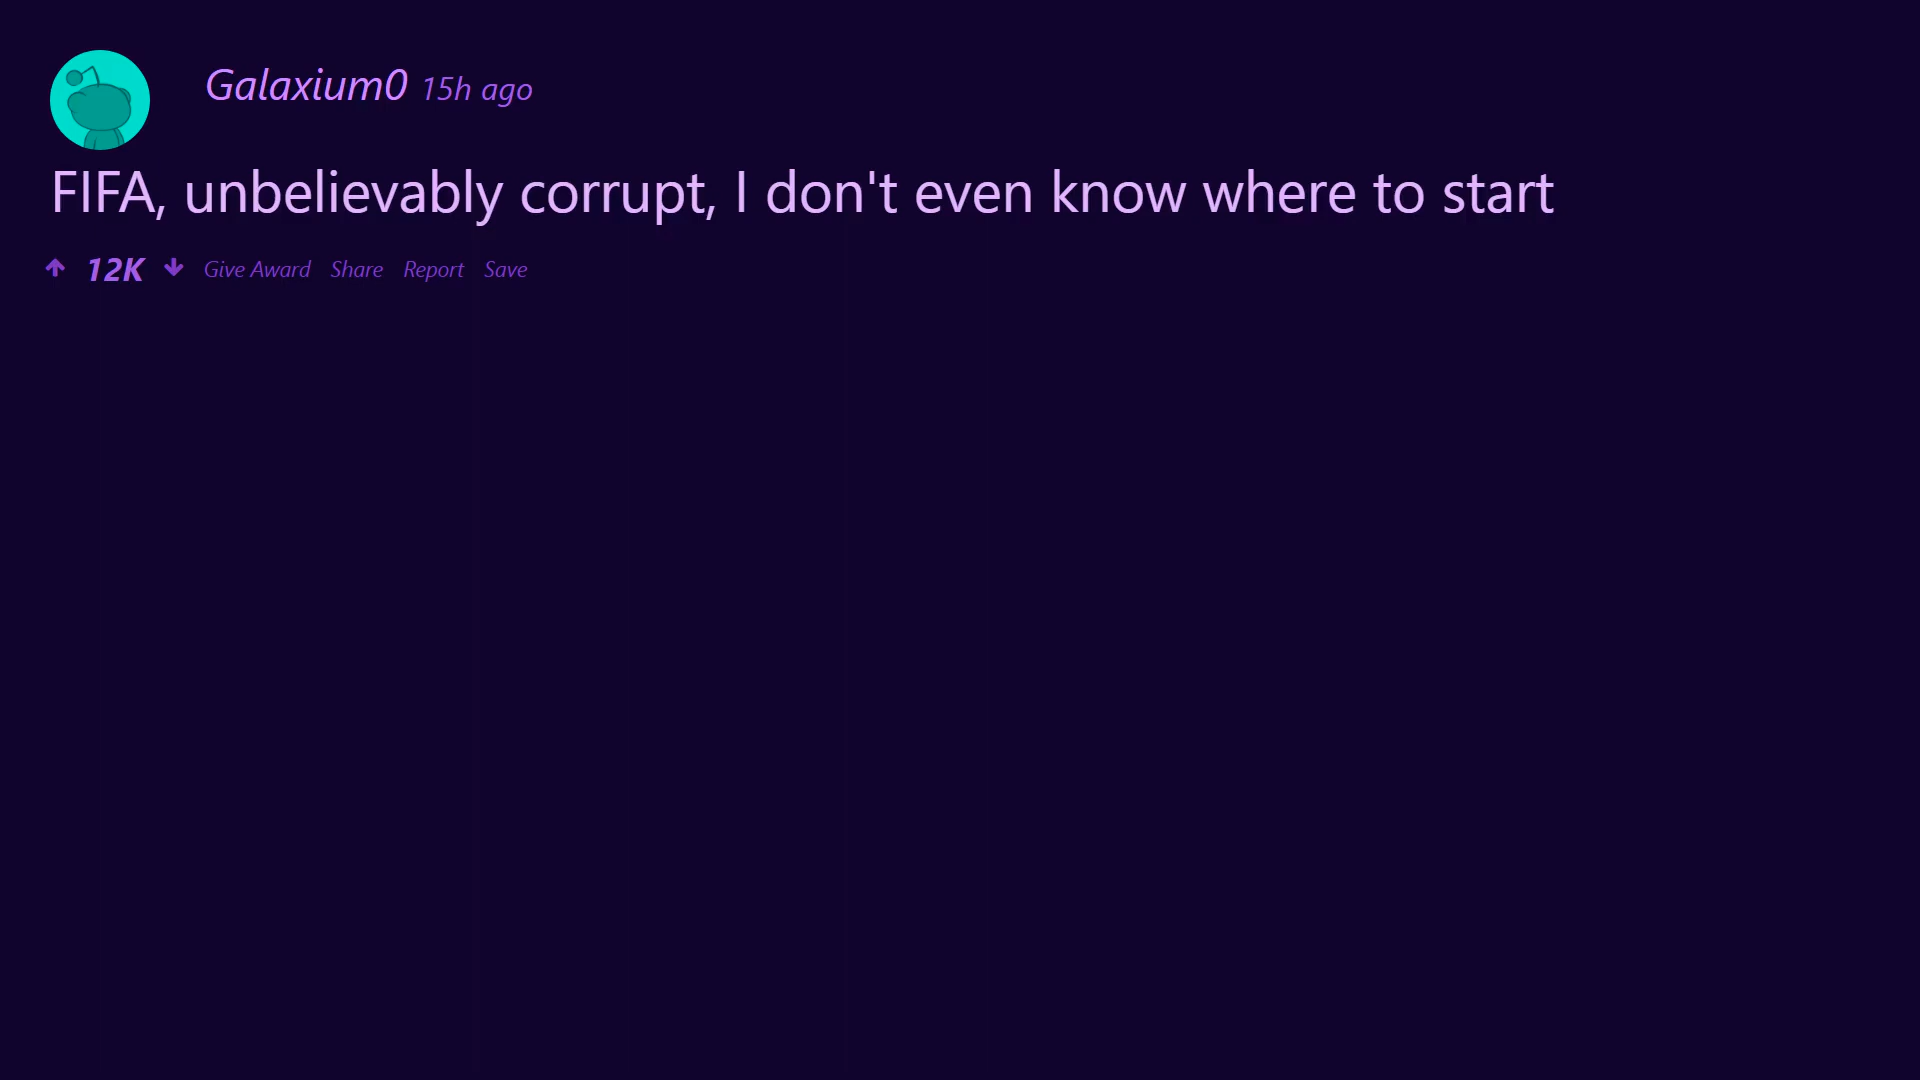 Galaxium0 15h ago
FIFA, unbelievably corrupt, I don't even know where to start
12K Give Award Share Report Save